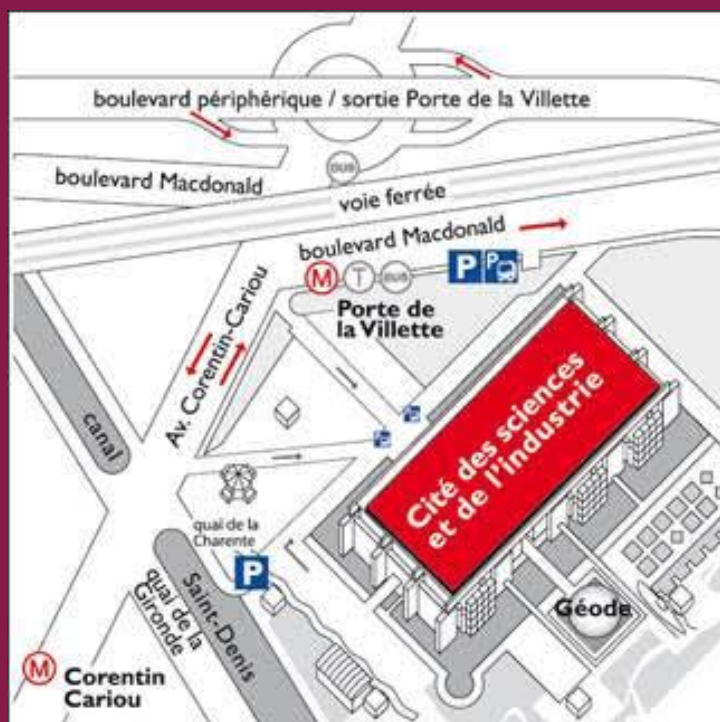 boulevard périphérique / sortie Porte de la Villette
boulevard Macdonald
BUS
voie ferrée
boulevard Macdonald
M T BUS
P P
Porte de
la Villette
Av. Corentin-Cariou
canal
Cité des sciences
et de l'industrie
quai de la
Charente
P
Saint-Denis
quai de la
Gironde
Géode
M
Corentin
Cariou